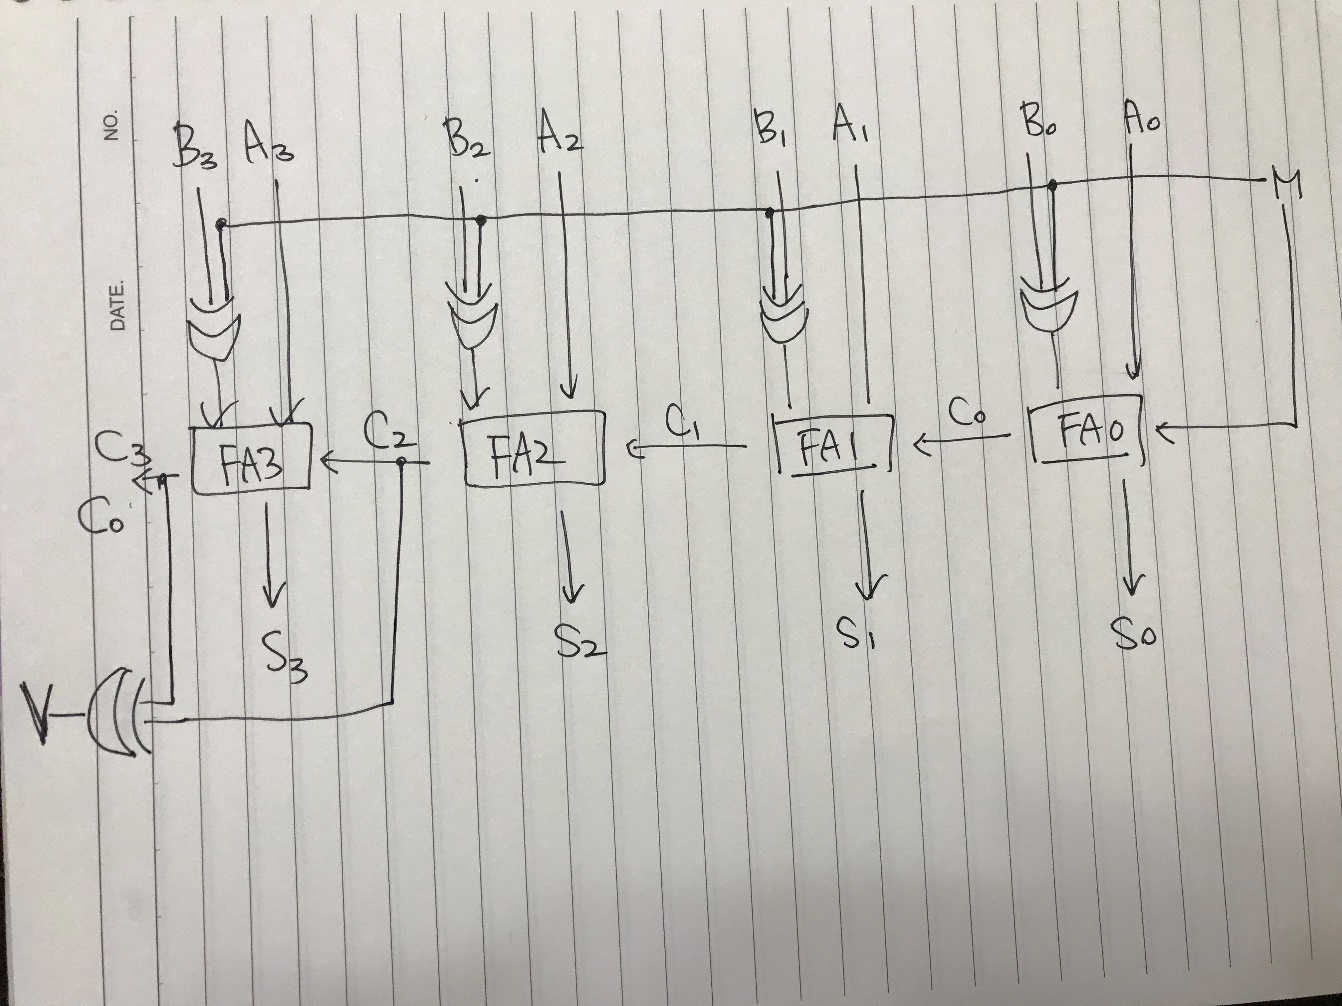 NO.
DATE.
B3 A3 B2 A2 B1 A1 B0 A0
M
C3 FA3 C2 FA2 C1 FA1 C0 FA0
C0
S3 S2 S1 S0
V